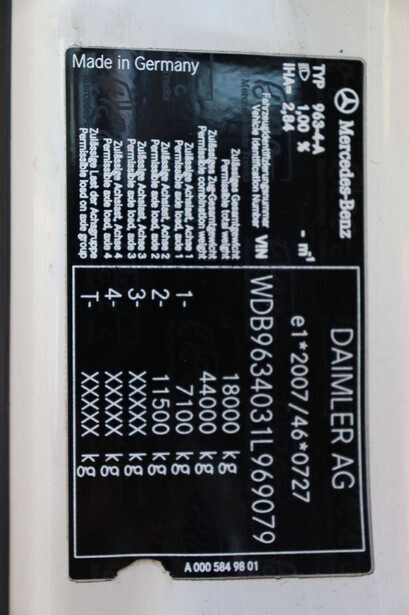 Mercedes-Benz
DAIMLER AG
TYP 963-4-A
1,00 % - m⁻¹
e1*2007/46*0727
IHA= 2,84
Fahrzeugidentifizierungsnummer
Vehicle Identification Number VIN WDB9634031L969079
Zulässiges Gesamtgewicht
Permissible total weight 18000 kg
Zulässiges Zug-Gesamtgewicht
Permissible combination weight 44000 kg
Zulässige Achslast, Achse 1
Permissible axle load, axle 1 1- 7100 kg
Zulässige Achslast, Achse 2
Permissible axle load, axle 2 2- 11500 kg
Zulässige Achslast, Achse 3
Permissible axle load, axle 3 3- XXXXX kg
Zulässige Achslast, Achse 4
Permissible axle load, axle 4 4- XXXXX kg
Zulässige Last der Achsgruppe
Permissible load on axle group T- XXXXX kg
Made in Germany
A 000 584 98 01